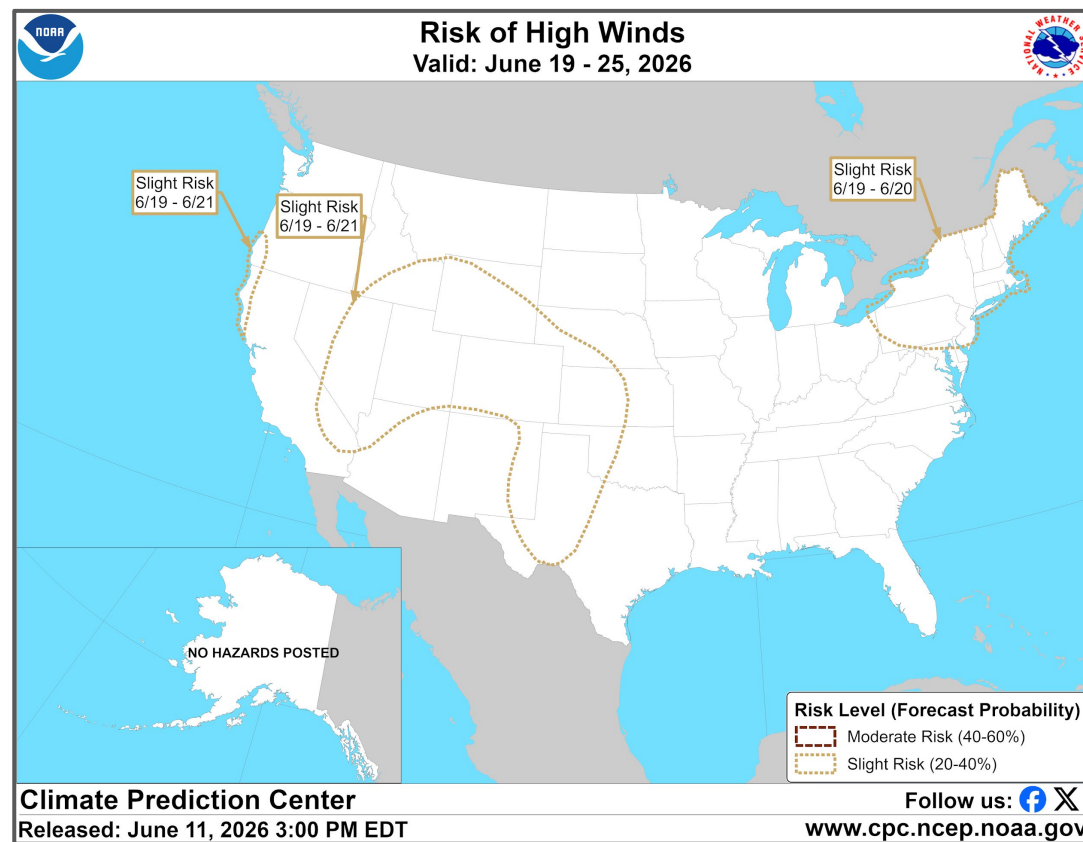 NOAA
Risk of High Winds
Valid: June 19 - 25, 2026
NATIONAL WEATHER SERVICE
Slight Risk
6/19 - 6/21
Slight Risk
6/19 - 6/21
Slight Risk
6/19 - 6/20
NO HAZARDS POSTED
Risk Level (Forecast Probability)
Moderate Risk (40-60%)
Slight Risk (20-40%)
Climate Prediction Center
Follow us:
Released: June 11, 2026 3:00 PM EDT
www.cpc.ncep.noaa.gov